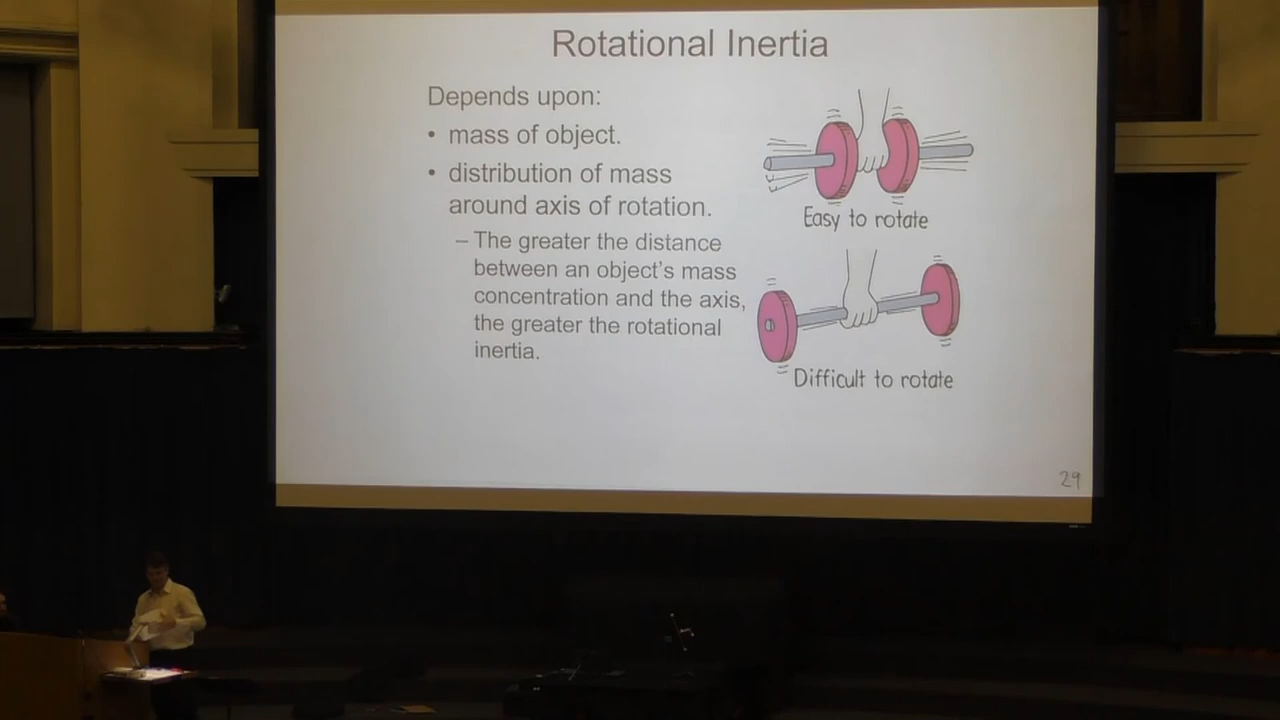 Rotational Inertia
Depends upon:
• mass of object.
• distribution of mass
around axis of rotation.
– The greater the distance
between an object's mass
concentration and the axis,
the greater the rotational
inertia.
Easy to rotate
Difficult to rotate
29